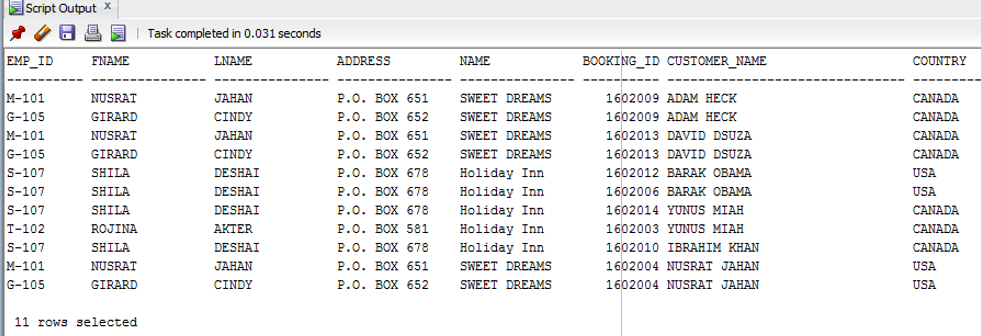 Script Output x
Task completed in 0.031 seconds
EMP_ID FNAME LNAME ADDRESS NAME BOOKING_ID CUSTOMER_NAME COUNTRY
M-101 NUSRAT JAHAN P.O. BOX 651 SWEET DREAMS 1602009 ADAM HECK CANADA
G-105 GIRARD CINDY P.O. BOX 652 SWEET DREAMS 1602009 ADAM HECK CANADA
M-101 NUSRAT JAHAN P.O. BOX 651 SWEET DREAMS 1602013 DAVID DSUZA CANADA
G-105 GIRARD CINDY P.O. BOX 652 SWEET DREAMS 1602013 DAVID DSUZA CANADA
S-107 SHILA DESHAI P.O. BOX 678 Holiday Inn 1602012 BARAK OBAMA USA
S-107 SHILA DESHAI P.O. BOX 678 Holiday Inn 1602006 BARAK OBAMA USA
S-107 SHILA DESHAI P.O. BOX 678 Holiday Inn 1602014 YUNUS MIAH CANADA
T-102 ROJINA AKTER P.O. BOX 581 Holiday Inn 1602003 YUNUS MIAH CANADA
S-107 SHILA DESHAI P.O. BOX 678 Holiday Inn 1602010 IBRAHIM KHAN CANADA
M-101 NUSRAT JAHAN P.O. BOX 651 SWEET DREAMS 1602004 NUSRAT JAHAN USA
G-105 GIRARD CINDY P.O. BOX 652 SWEET DREAMS 1602004 NUSRAT JAHAN USA
11 rows selected